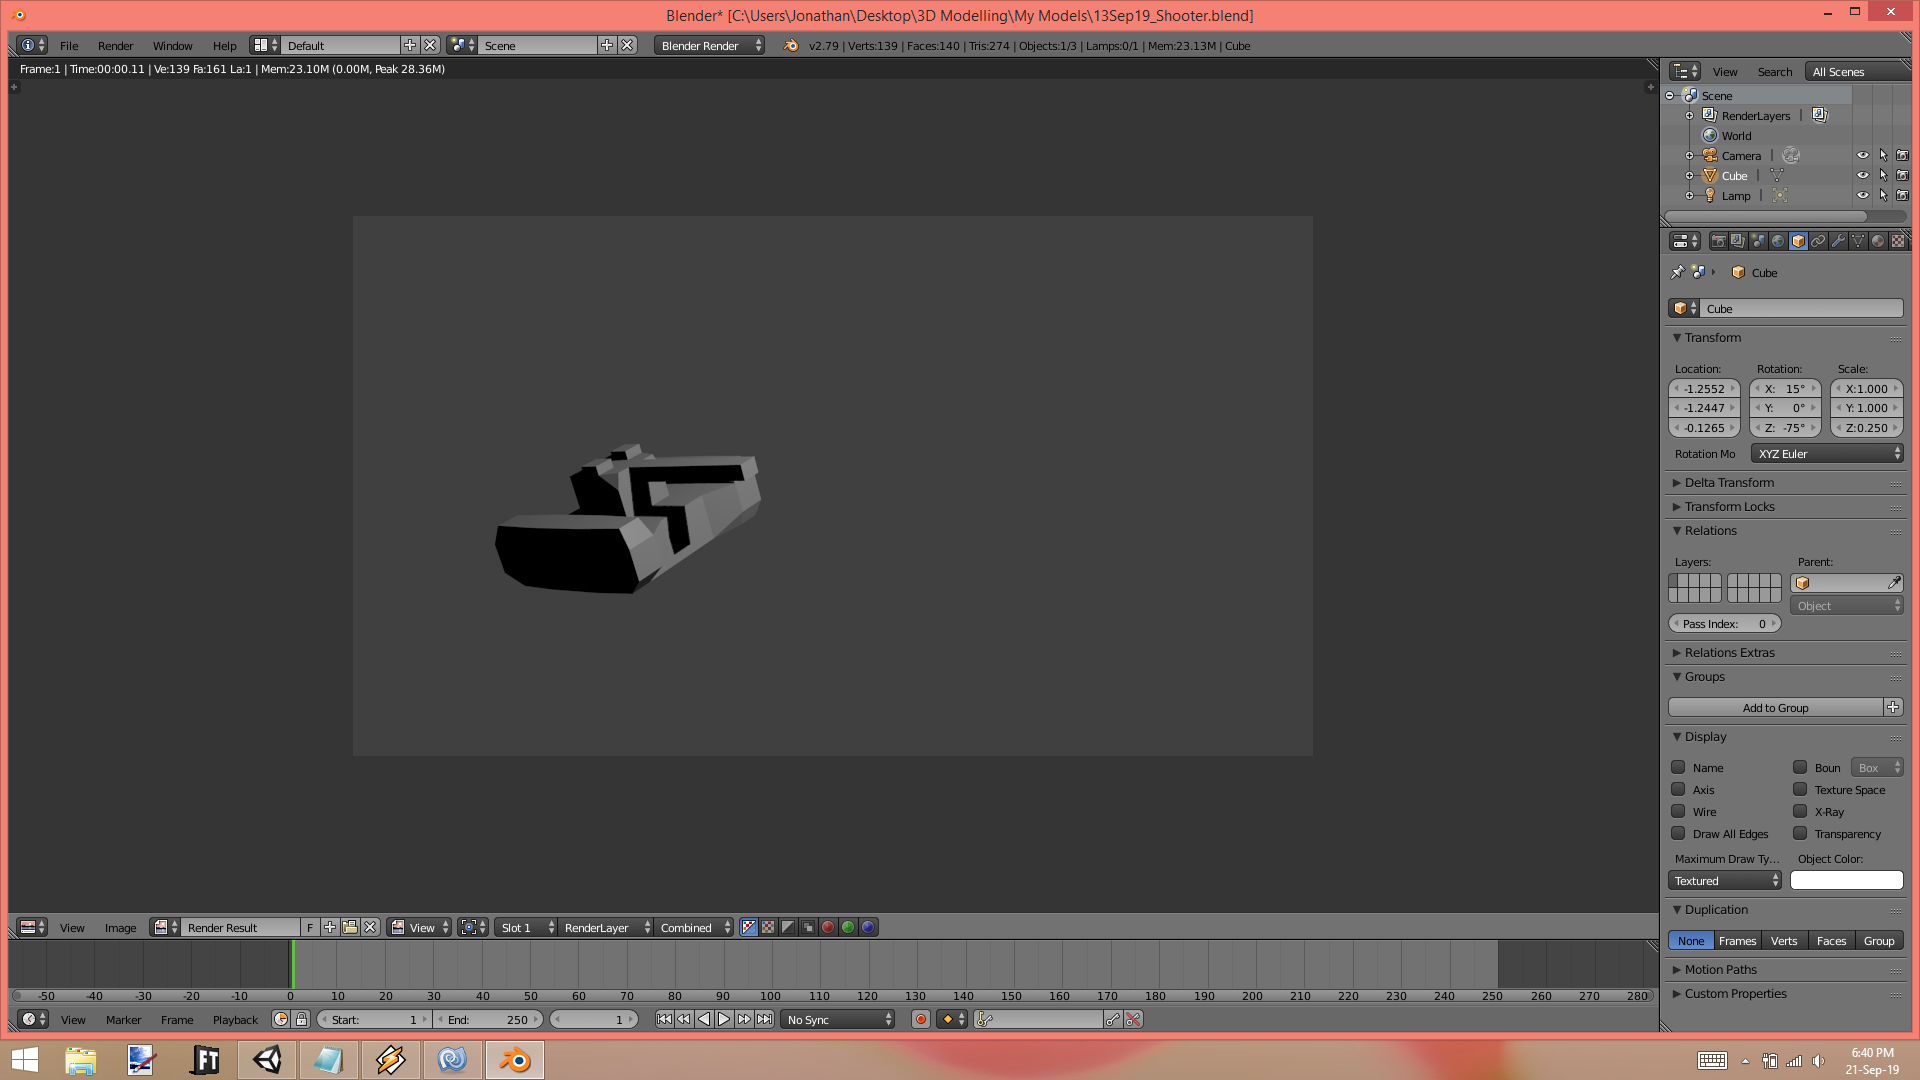 Blender* [C:\Users\Jonathan\Desktop\3D Modelling\My Models\13Sep19_Shooter.blend]
File Render Window Help Default Scene Blender Render v2.79 | Verts:139 | Faces:140 | Tris:274 | Objects:1/3 | Lamps:0/1 | Mem:23.13M | Cube
Frame:1 | Time:00:00.11 | Ve:139 Fa:161 La:1 | Mem:23.10M (0.00M, Peak 28.36M)
View Search All Scenes
Scene
RenderLayers |
World
Camera |
Cube |
Lamp |
Cube
Cube
Transform
Location: Rotation: Scale:
-1.2552 X: 15° X:1.000
-1.2447 Y: 0° Y: 1.000
-0.1265 Z: -75° Z:0.250
Rotation Mo XYZ Euler
Delta Transform
Transform Locks
Relations
Layers: Parent:
Object
Pass Index: 0
Relations Extras
Groups
Add to Group
Display
Name Boun Box
Axis Texture Space
Wire X-Ray
Draw All Edges Transparency
Maximum Draw Ty... Object Color:
Textured
Duplication
None Frames Verts Faces Group
Motion Paths
Custom Properties
View Image Render Result F View Slot 1 RenderLayer Combined
-50 -40 -30 -20 -10 0 10 20 30 40 50 60 70 80 90 100 110 120 130 140 150 160 170 180 190 200 210 220 230 240 250 260 270 280
View Marker Frame Playback Start: 1 End: 250 1 No Sync
FT
6:40 PM
21-Sep-19